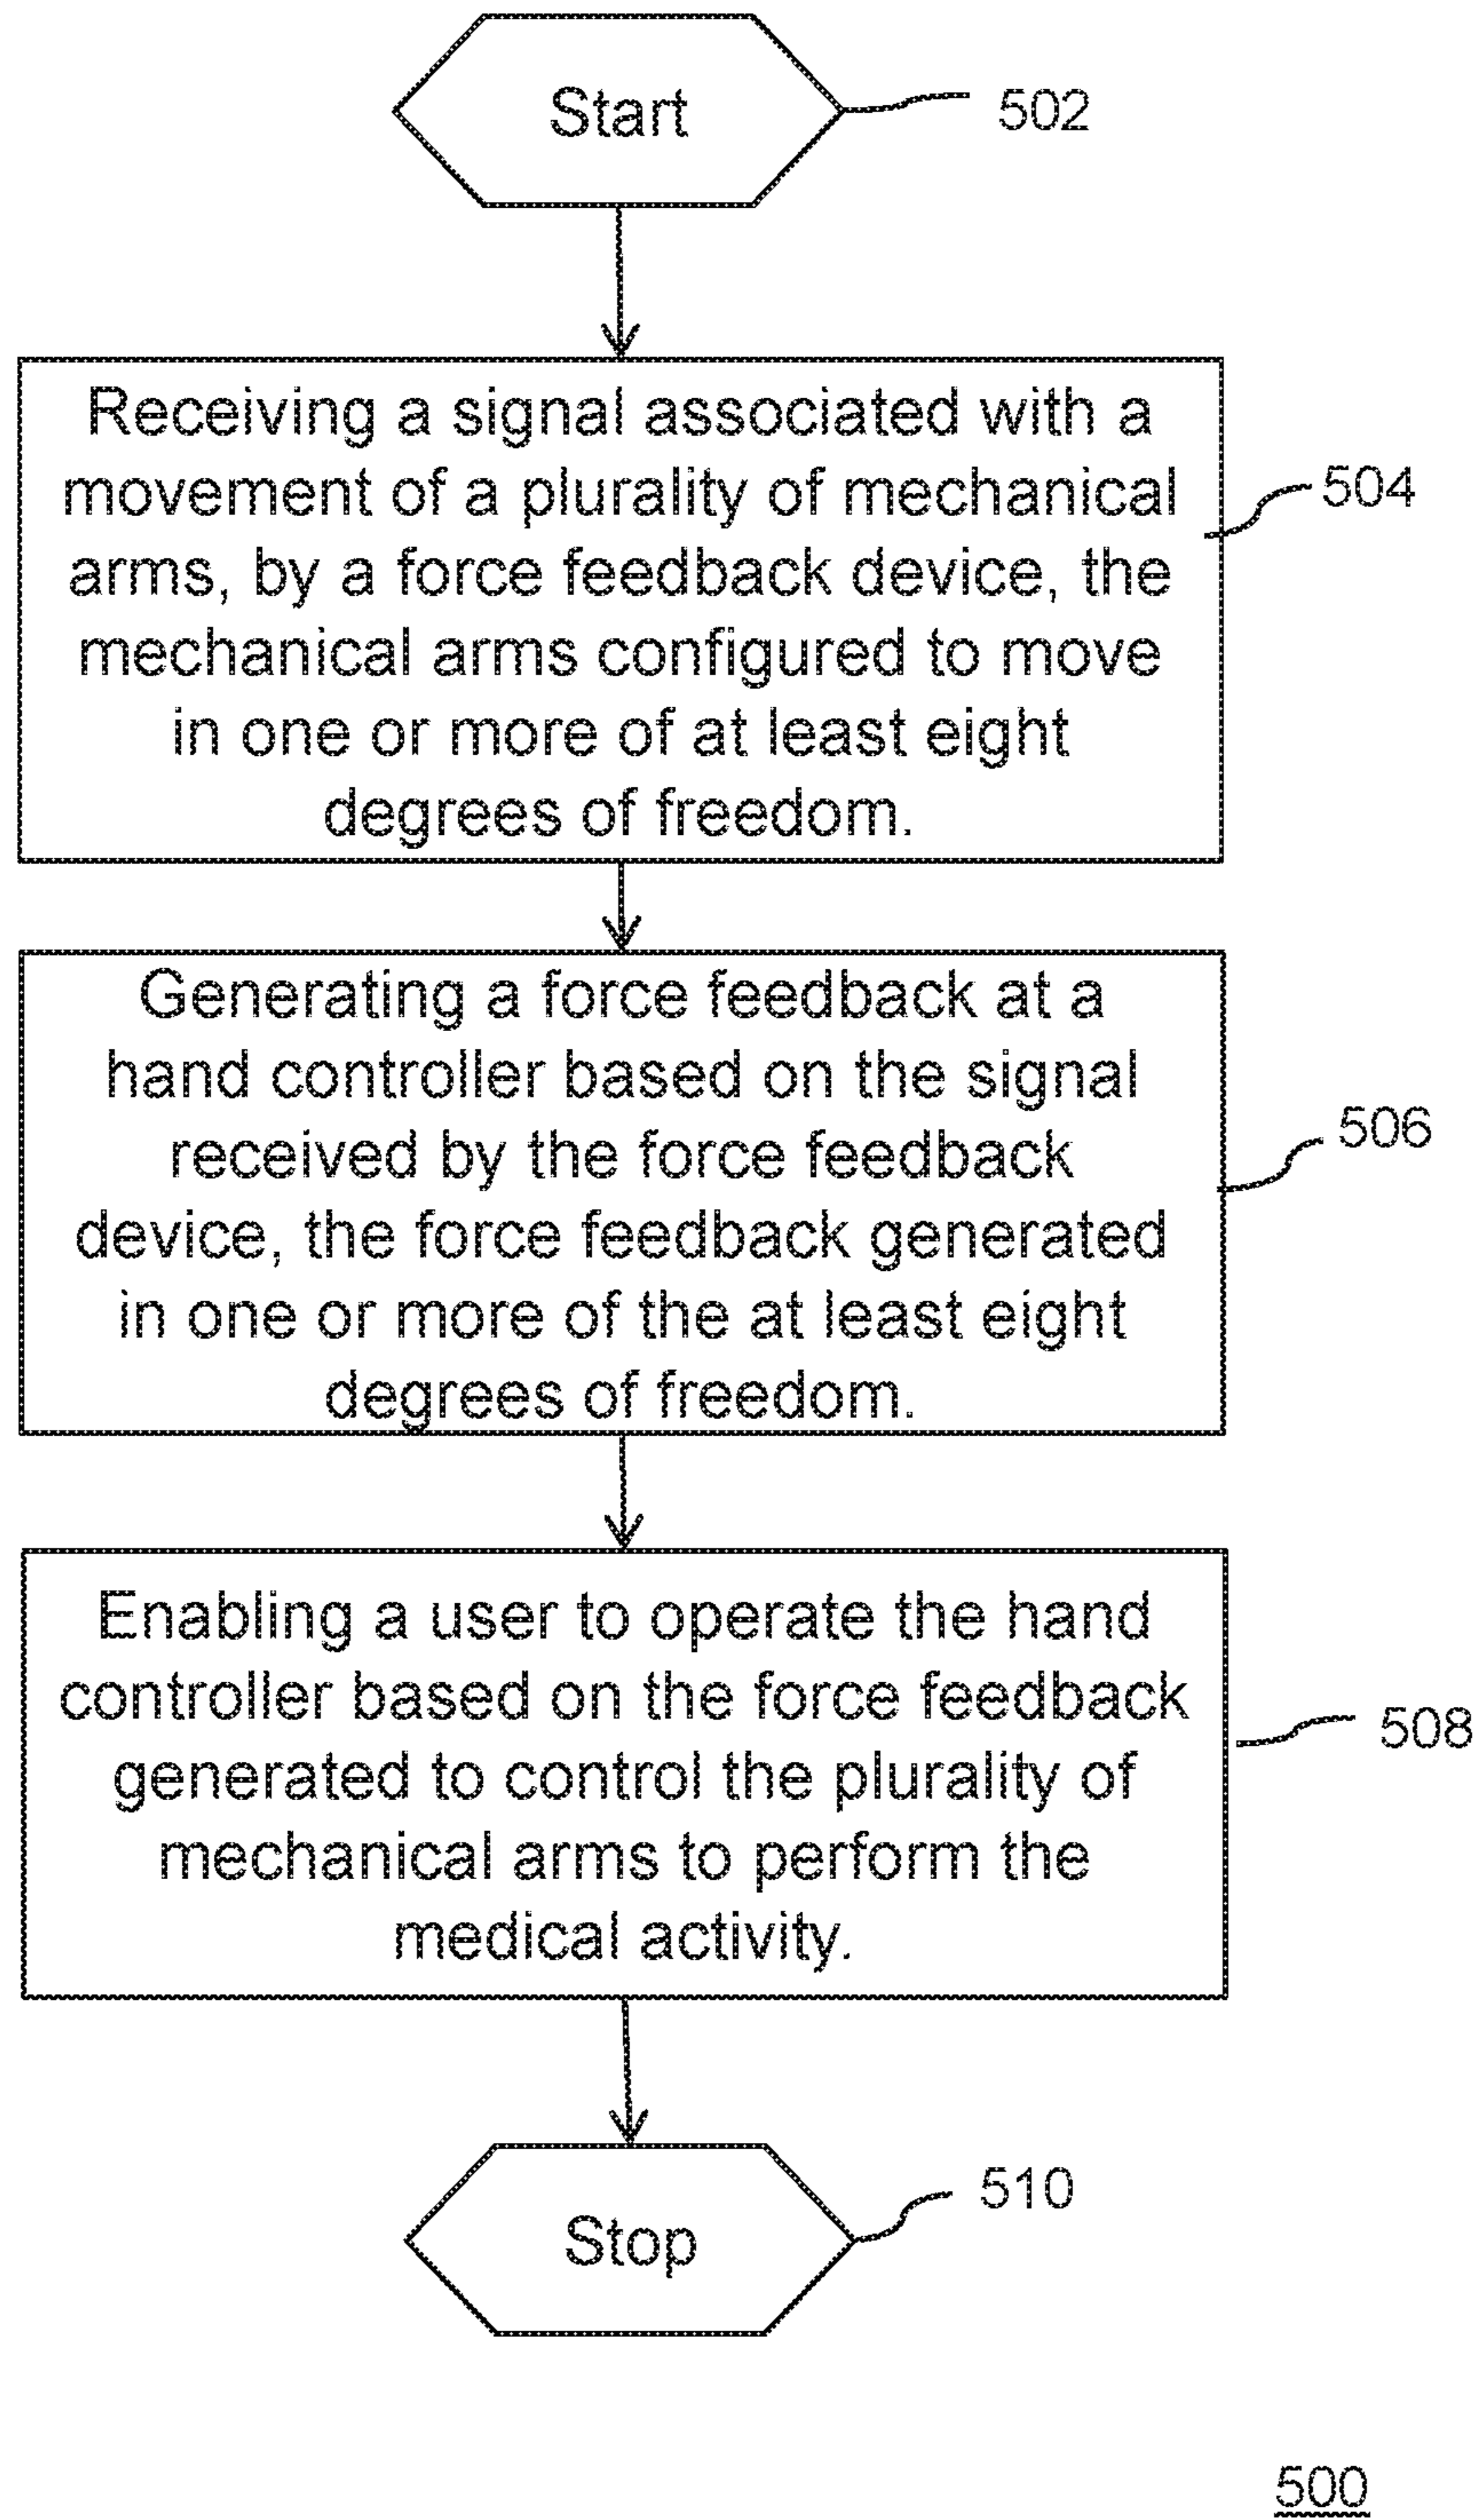 Start
502
Receiving a signal associated with a
movement of a plurality of mechanical
arms, by a force feedback device, the
mechanical arms configured to move
in one or more of at least eight
degrees of freedom.
504
Generating a force feedback at a
hand controller based on the signal
received by the force feedback
device, the force feedback generated
in one or more of the at least eight
degrees of freedom.
506
Enabling a user to operate the hand
controller based on the force feedback
generated to control the plurality of
mechanical arms to perform the
medical activity.
508
Stop
510
500